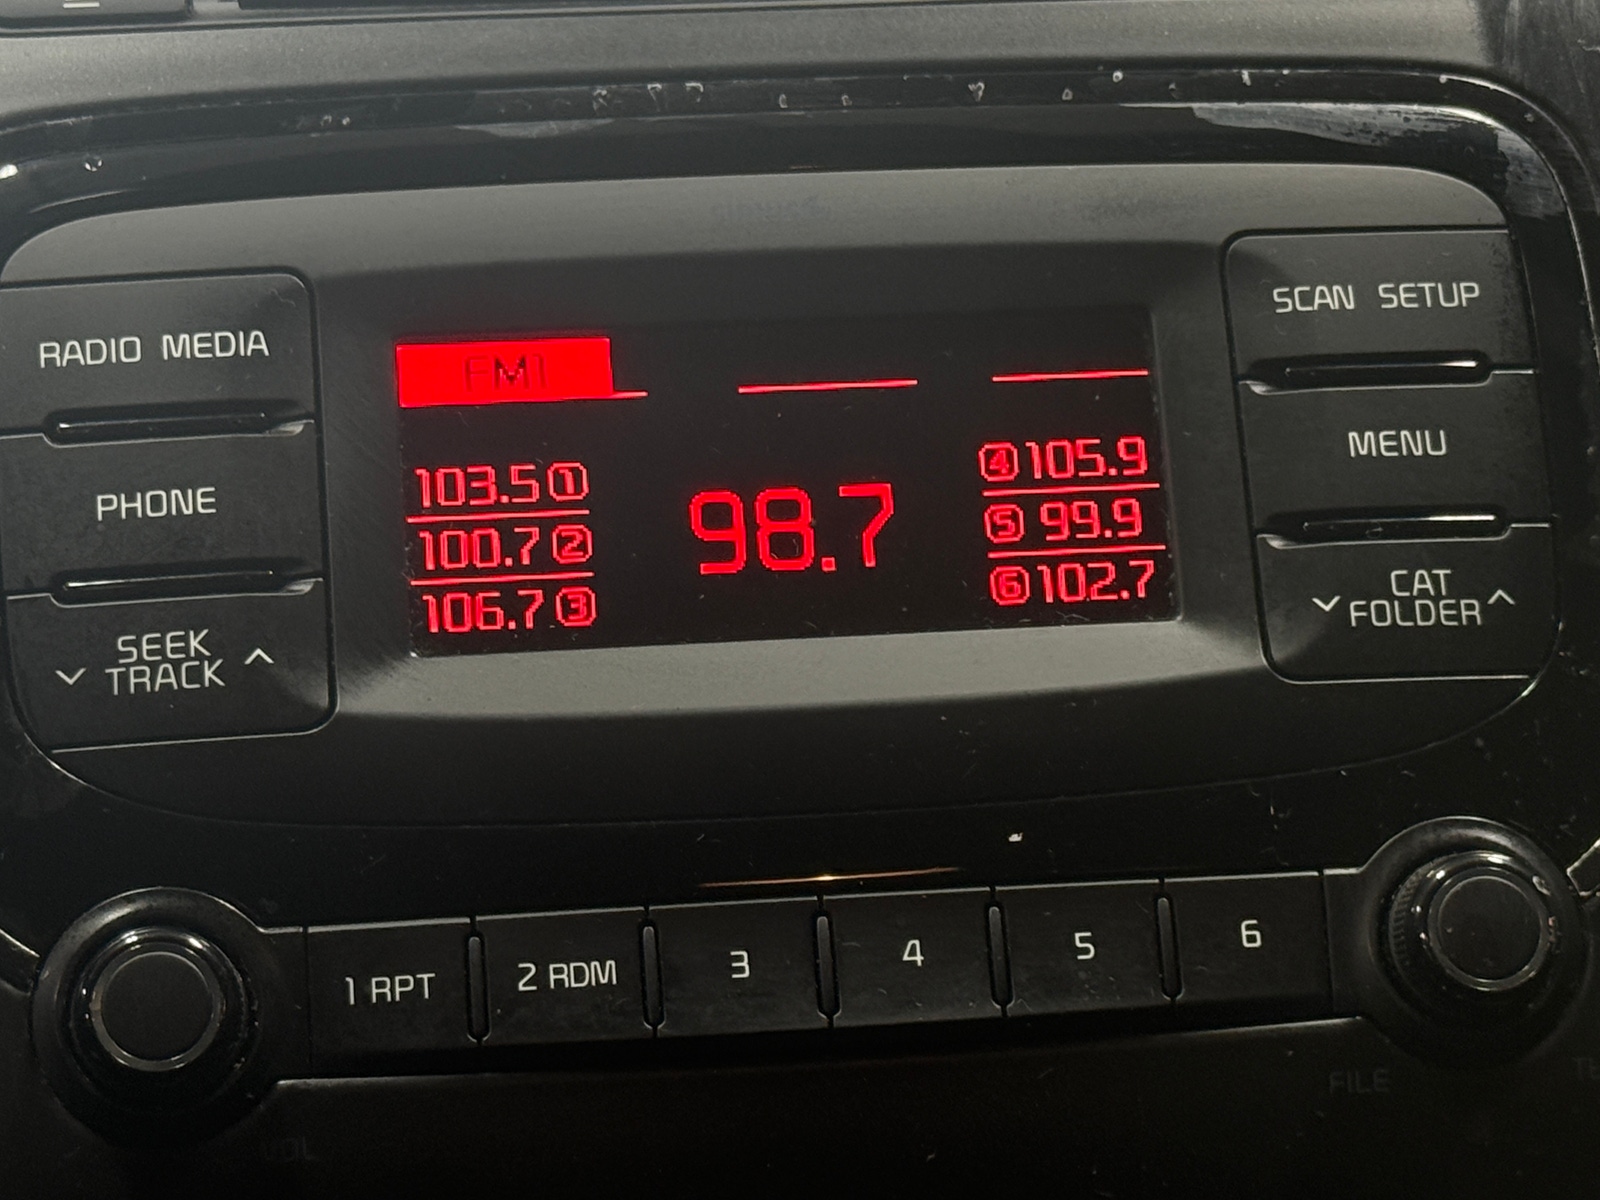 RADIO MEDIA
PHONE
SEEK
TRACK
FM1
103.5 1
100.7 2
106.7 3
98.7
4 105.9
5 99.9
6 102.7
SCAN SETUP
MENU
CAT
FOLDER
1 RPT
2 RDM
3
4
5
6
VOL
FILE